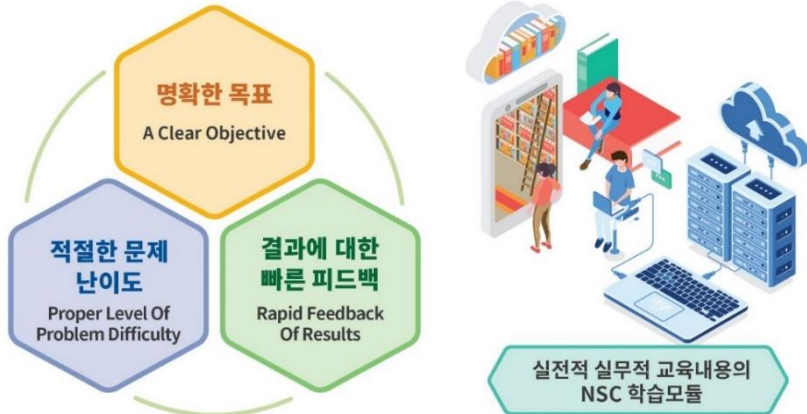 명확한 목표
A Clear Objective
적절한 문제
난이도
Proper Level Of
Problem Difficulty
결과에 대한
빠른 피드백
Rapid Feedback
Of Results
실전적 실무적 교육내용의
NSC 학습모듈